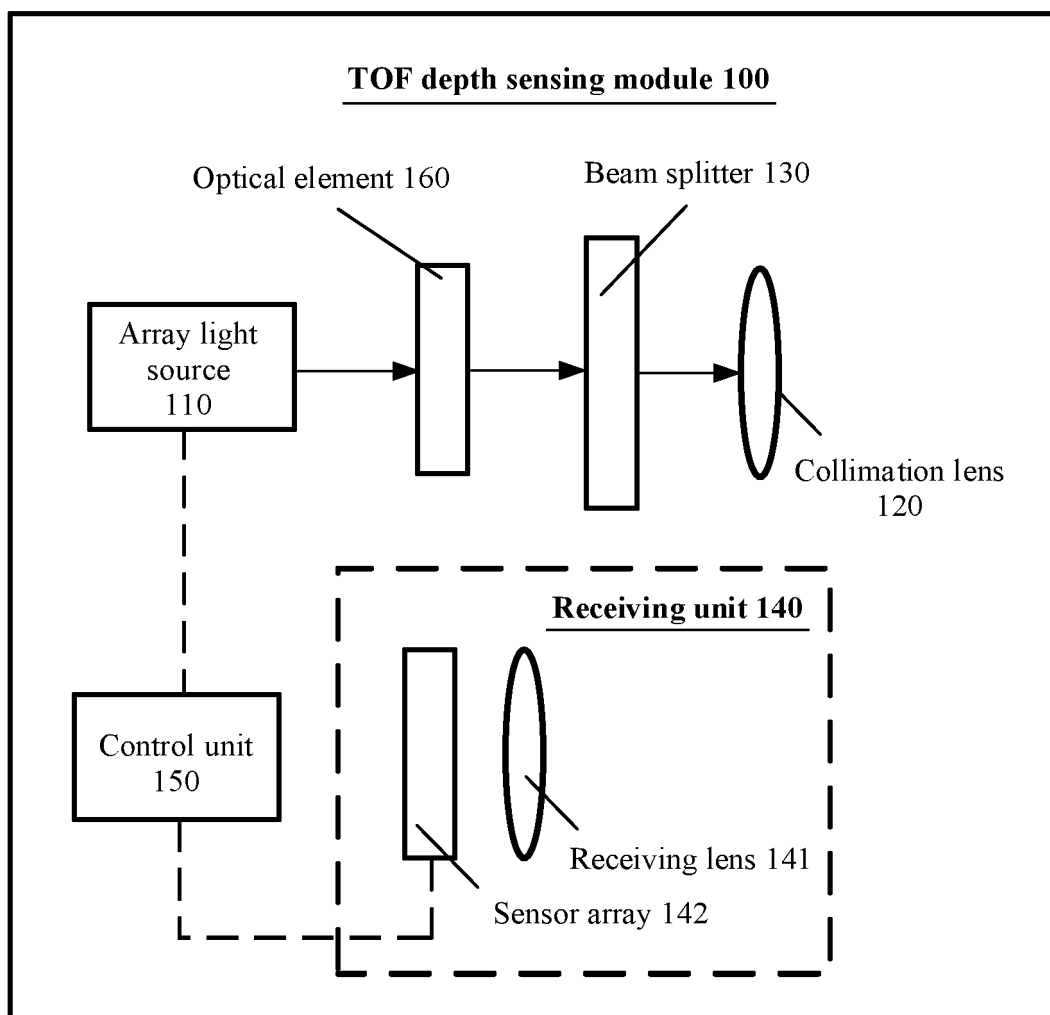 TOF depth sensing module 100
Optical element 160
Beam splitter 130
Array light
source
110
Collimation lens
120
Receiving unit 140
Control unit
150
Receiving lens 141
Sensor array 142